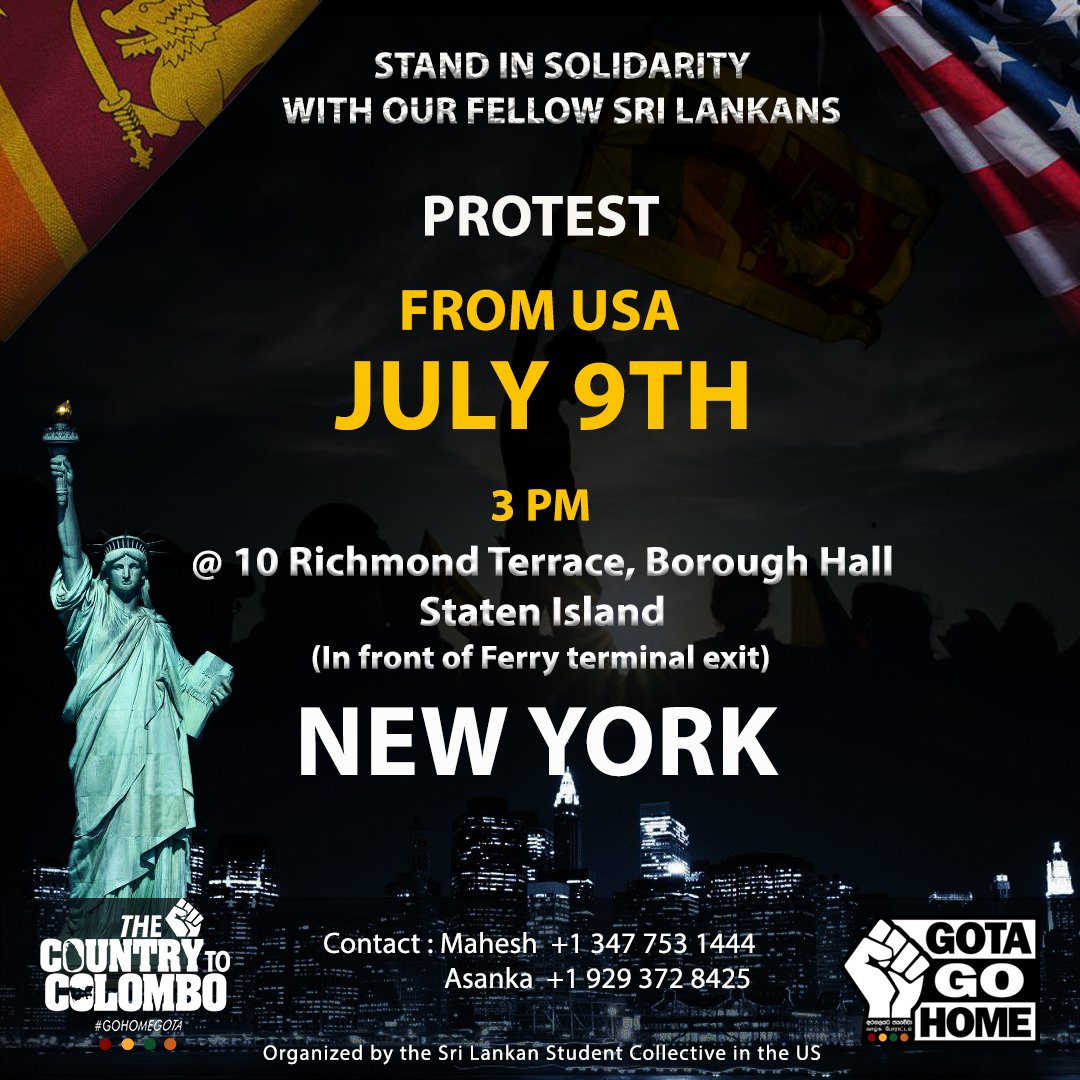 STAND IN SOLIDARITY
WITH OUR FELLOW SRI LANKANS
PROTEST
FROM USA
JULY 9TH
3 PM
@ 10 Richmond Terrace, Borough Hall
Staten Island
(In front of Ferry terminal exit)
NEW YORK
THE
COUNTRY TO
COLOMBO
#GOHOMEGOTA
Contact : Mahesh +1 347 753 1444
Asanka +1 929 372 8425
GOTA
GO
HOME
අරගලයට ජයවේවා
Organized by the Sri Lankan Student Collective in the US